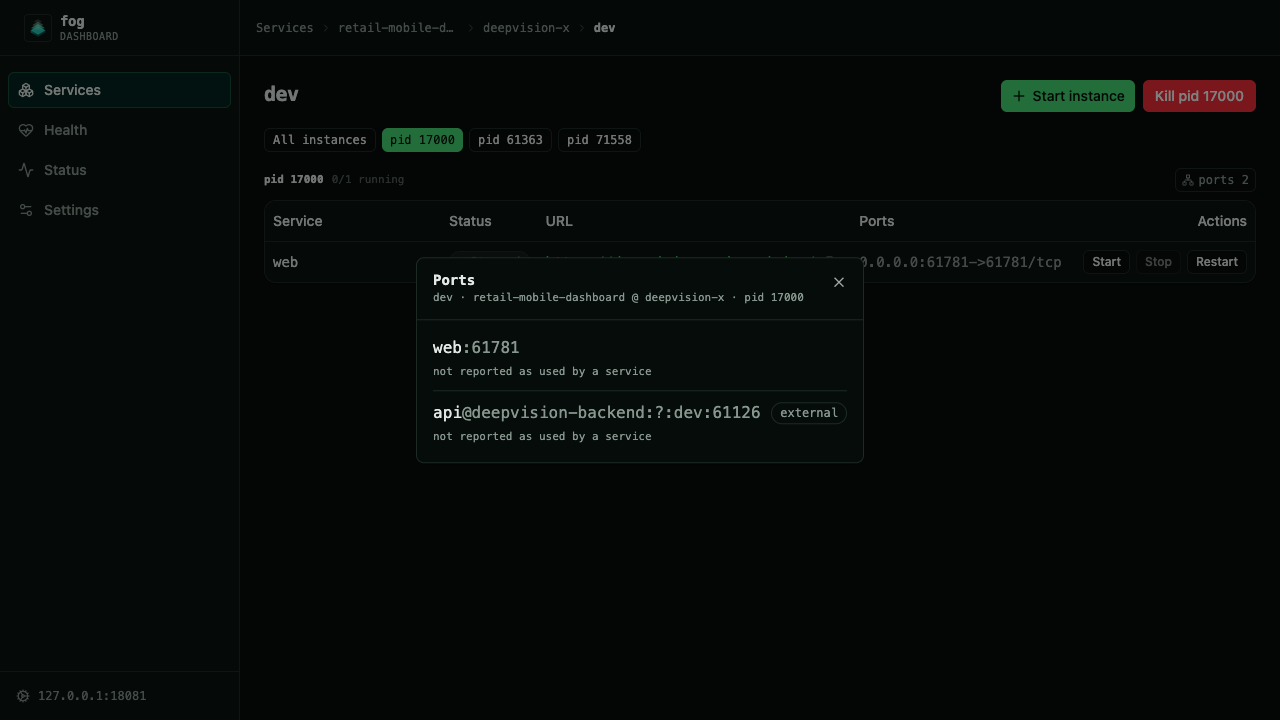 fog
DASHBOARD
Services
Health
Status
Settings
127.0.0.1:18081
Services > retail-mobile-d… > deepvision-x > dev
dev
+ Start instance
Kill pid 17000
All instances
pid 17000
pid 61363
pid 71558
pid 17000 0/1 running
ports 2
Service Status URL Ports Actions
web 0.0.0.0:61781->61781/tcp Start Stop Restart
Ports
dev · retail-mobile-dashboard @ deepvision-x · pid 17000
web:61781
not reported as used by a service
api@deepvision-backend:?:dev:61126 external
not reported as used by a service